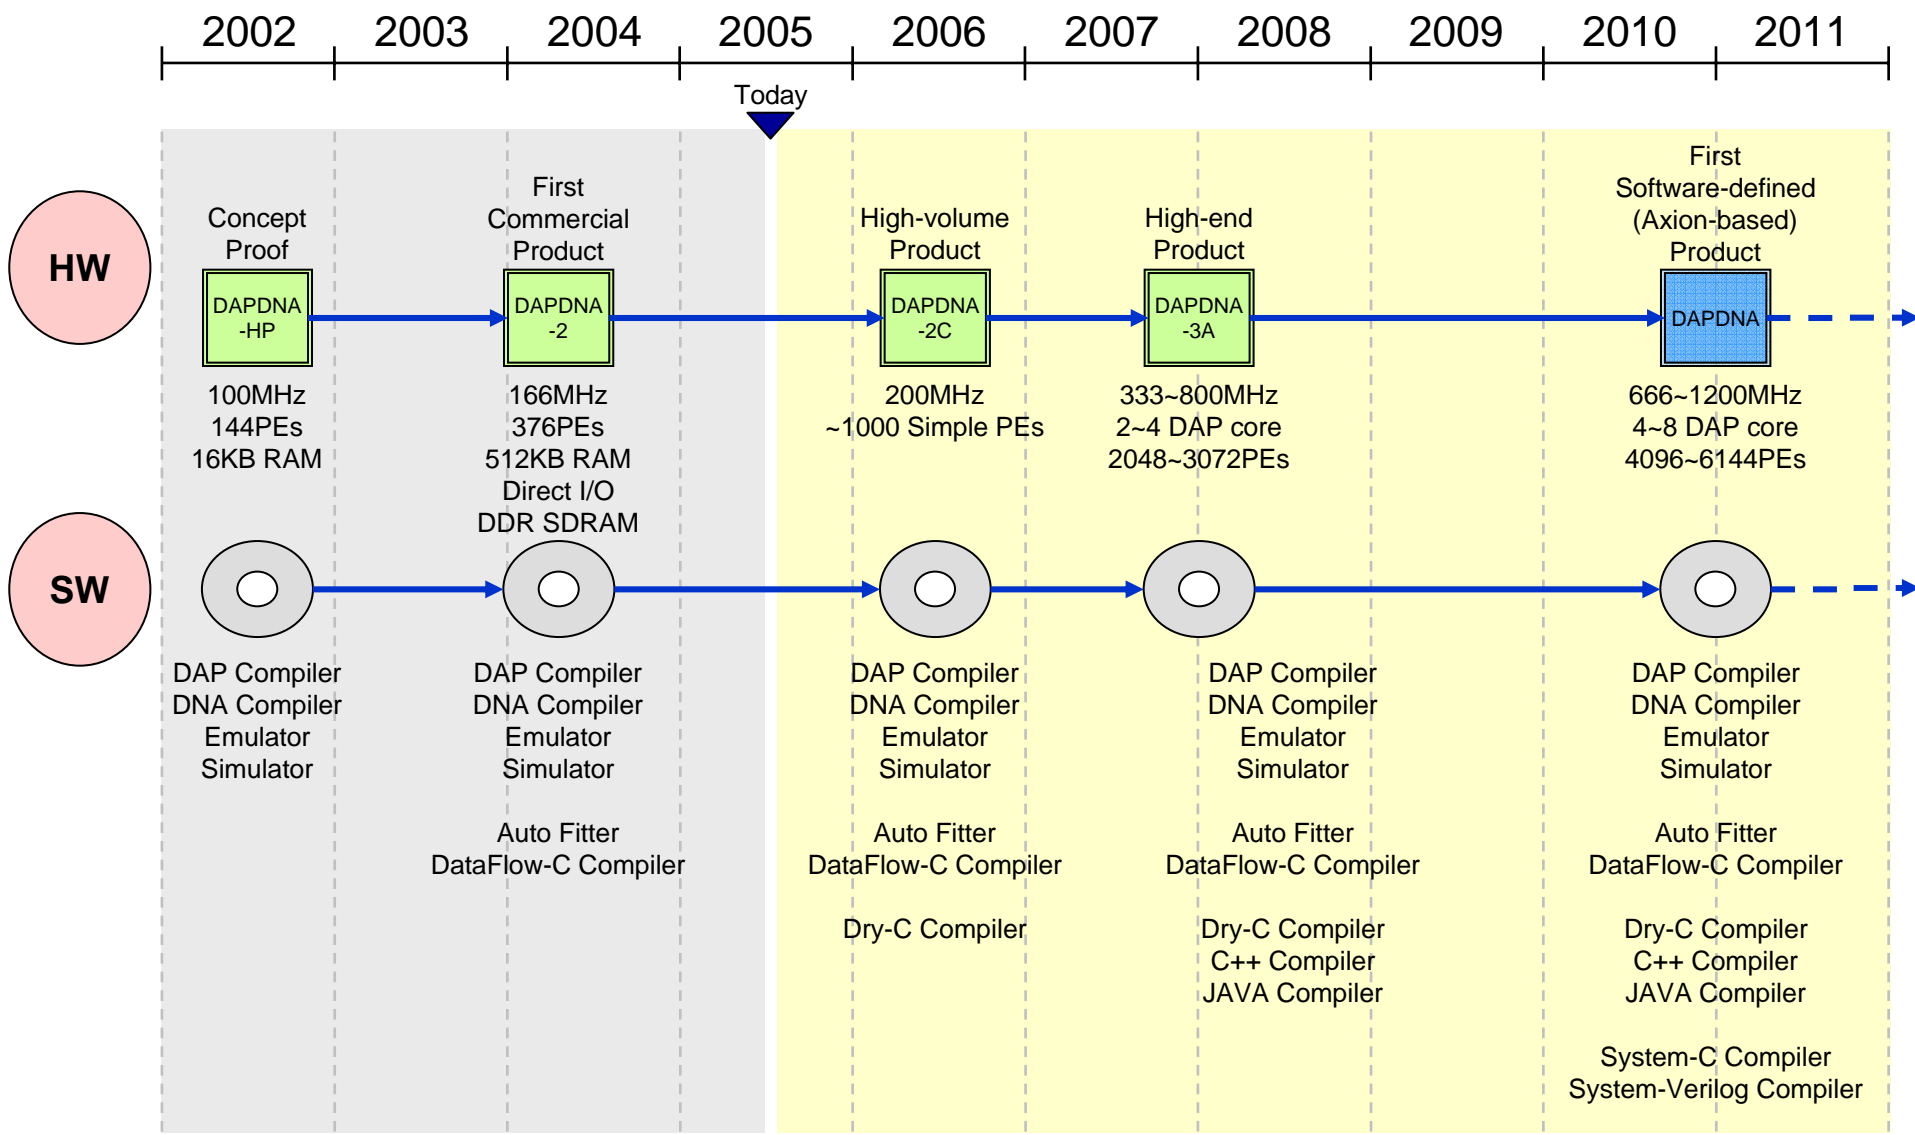 2002 2003 2004 2005 2006 2007 2008 2009 2010 2011
Today
HW
Concept
Proof
DAPDNA
-HP
100MHz
144PEs
16KB RAM
First
Commercial
Product
DAPDNA
-2
166MHz
376PEs
512KB RAM
Direct I/O
DDR SDRAM
High-volume
Product
DAPDNA
-2C
200MHz
~1000 Simple PEs
High-end
Product
DAPDNA
-3A
333~800MHz
2~4 DAP core
2048~3072PEs
First
Software-defined
(Axion-based)
Product
DAPDNA
666~1200MHz
4~8 DAP core
4096~6144PEs
SW
DAP Compiler
DNA Compiler
Emulator
Simulator
DAP Compiler
DNA Compiler
Emulator
Simulator
Auto Fitter
DataFlow-C Compiler
DAP Compiler
DNA Compiler
Emulator
Simulator
Auto Fitter
DataFlow-C Compiler
Dry-C Compiler
DAP Compiler
DNA Compiler
Emulator
Simulator
Auto Fitter
DataFlow-C Compiler
Dry-C Compiler
C++ Compiler
JAVA Compiler
DAP Compiler
DNA Compiler
Emulator
Simulator
Auto Fitter
DataFlow-C Compiler
Dry-C Compiler
C++ Compiler
JAVA Compiler
System-C Compiler
System-Verilog Compiler